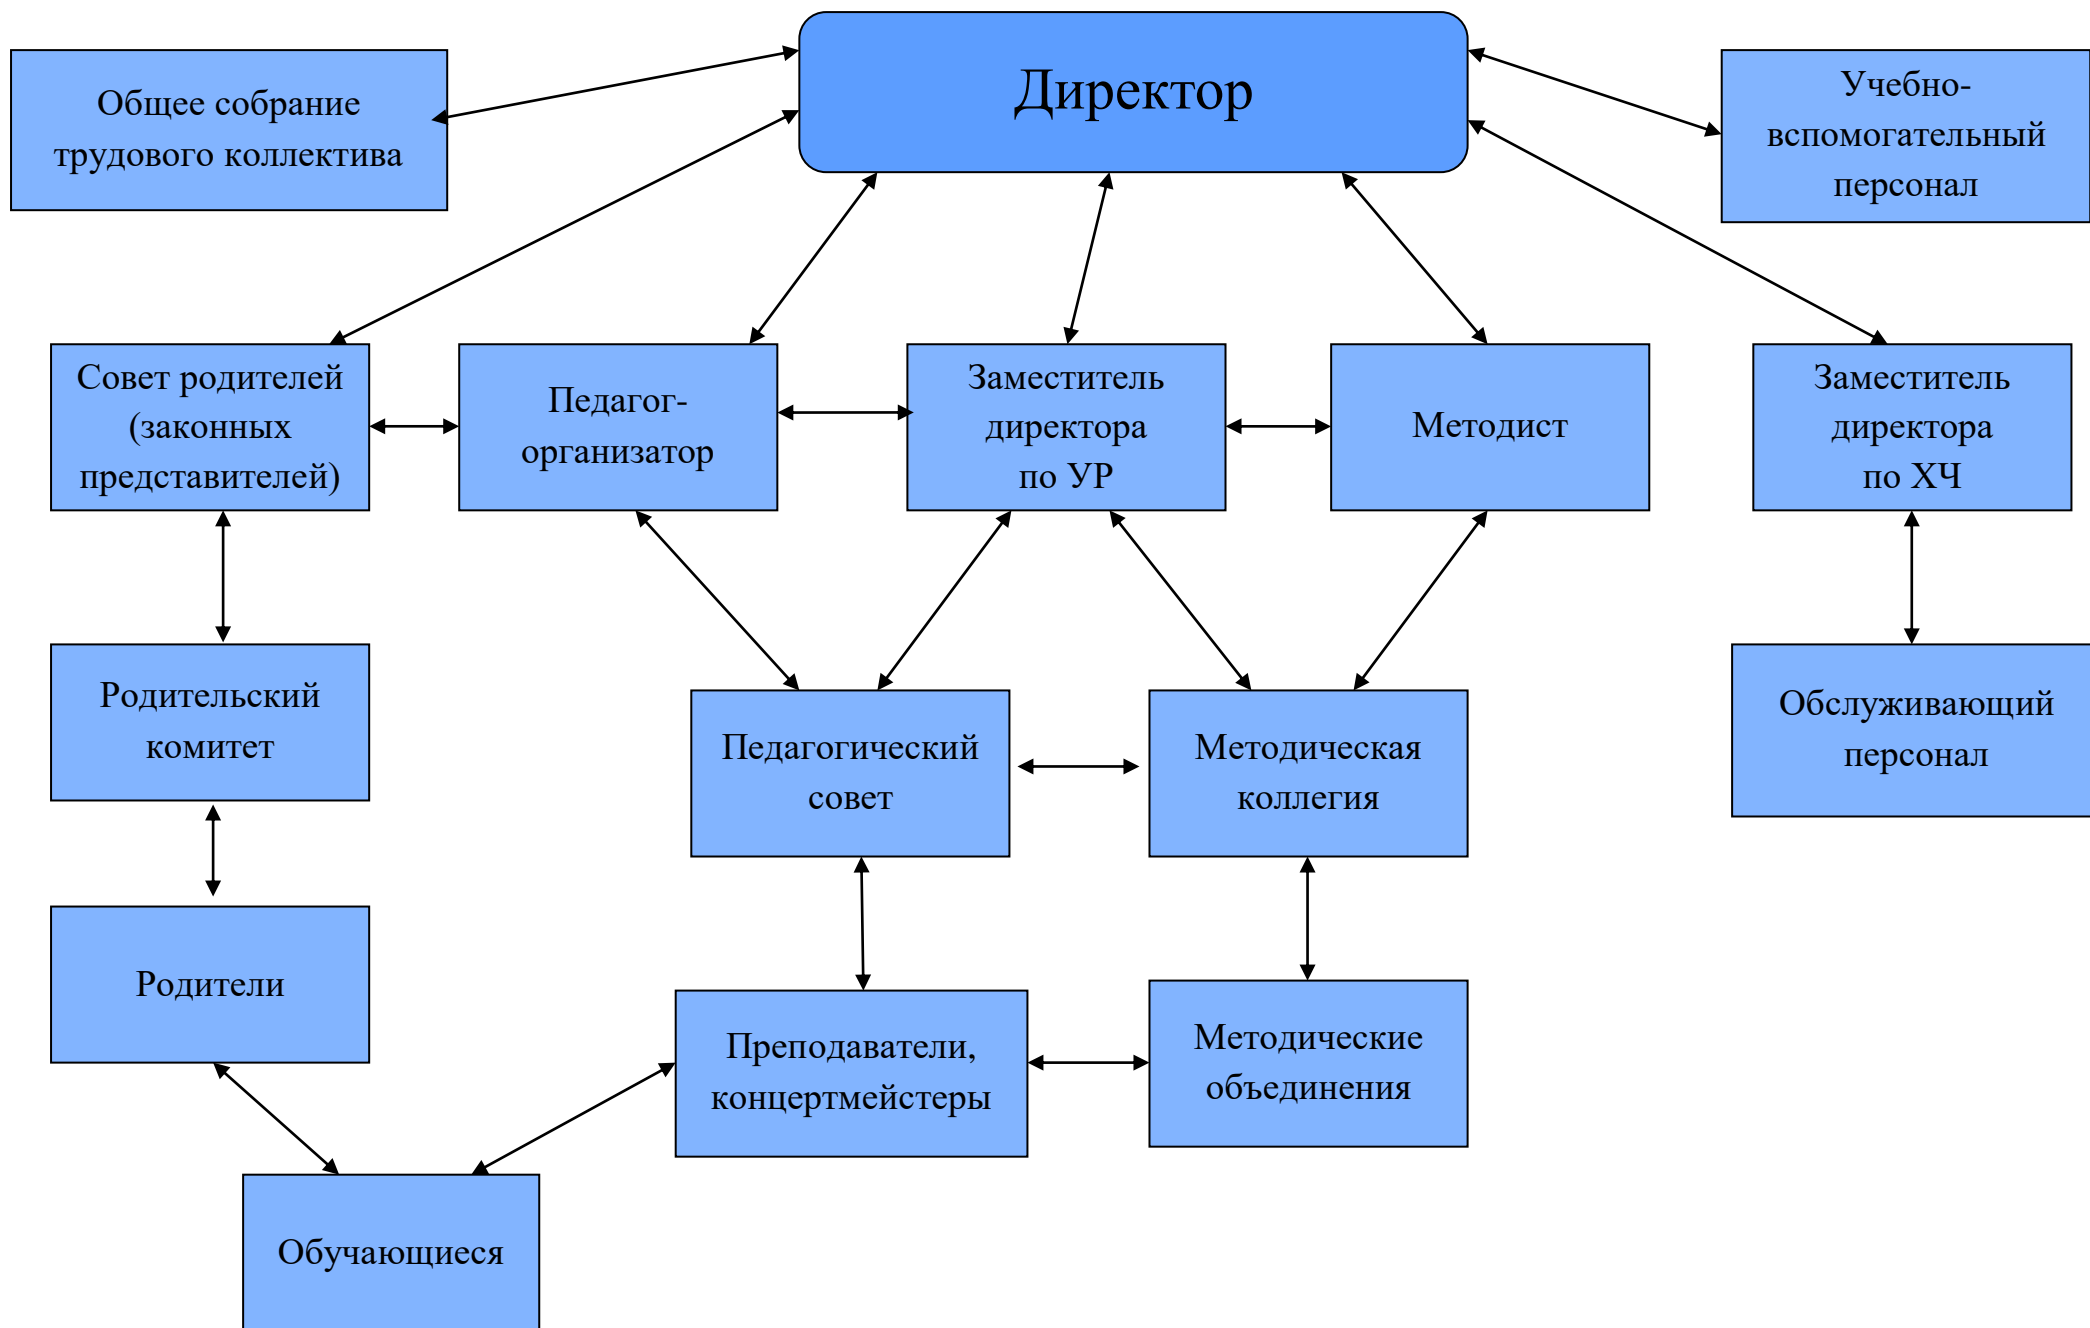 Директор
Общее собрание
трудового коллектива
Учебно-
вспомогательный
персонал
Совет родителей
(законных
представителей)
Педагог-
организатор
Заместитель
директора
по УР
Методист
Заместитель
директора
по ХЧ
Родительский
комитет
Педагогический
совет
Методическая
коллегия
Обслуживающий
персонал
Родители
Преподаватели,
концертмейстеры
Методические
объединения
Обучающиеся